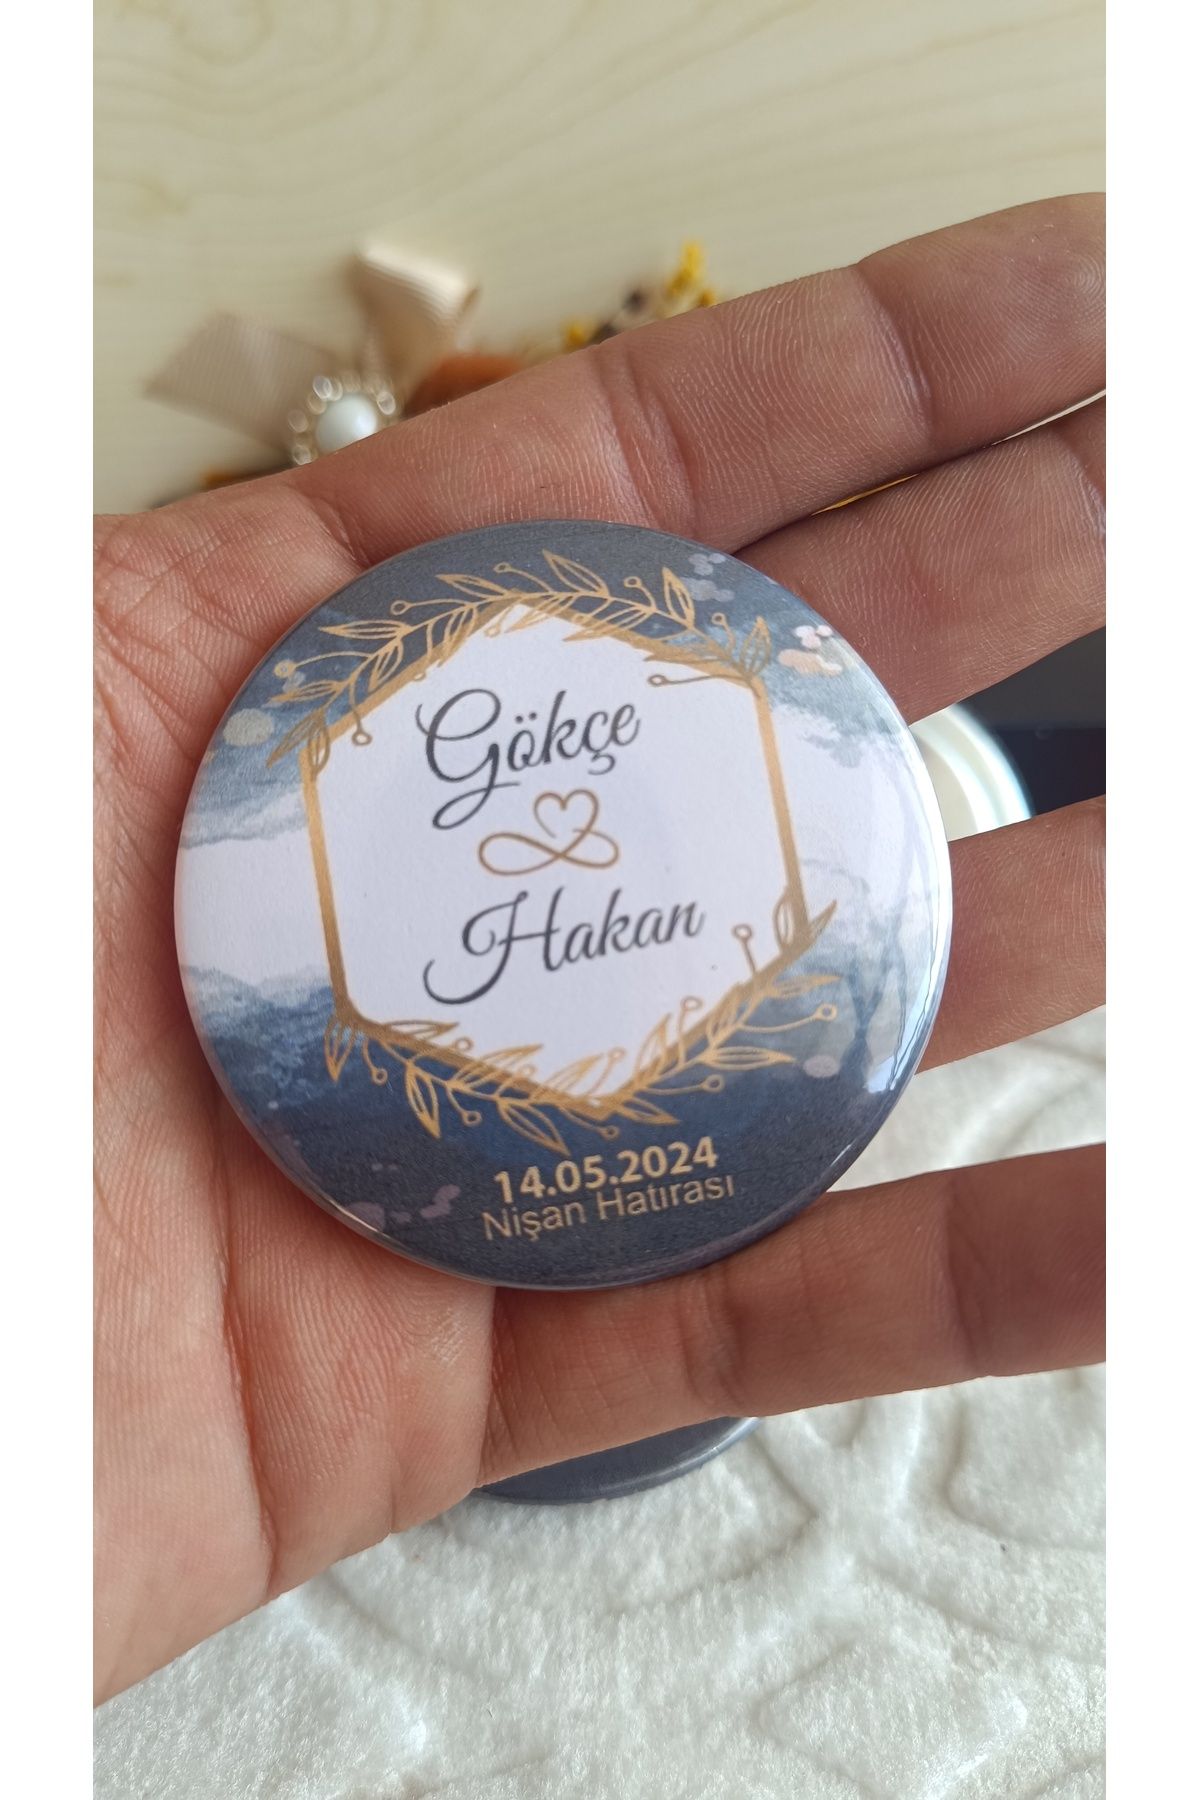 Gökçe
Hakan
14.05.2024
Nişan Hatırası